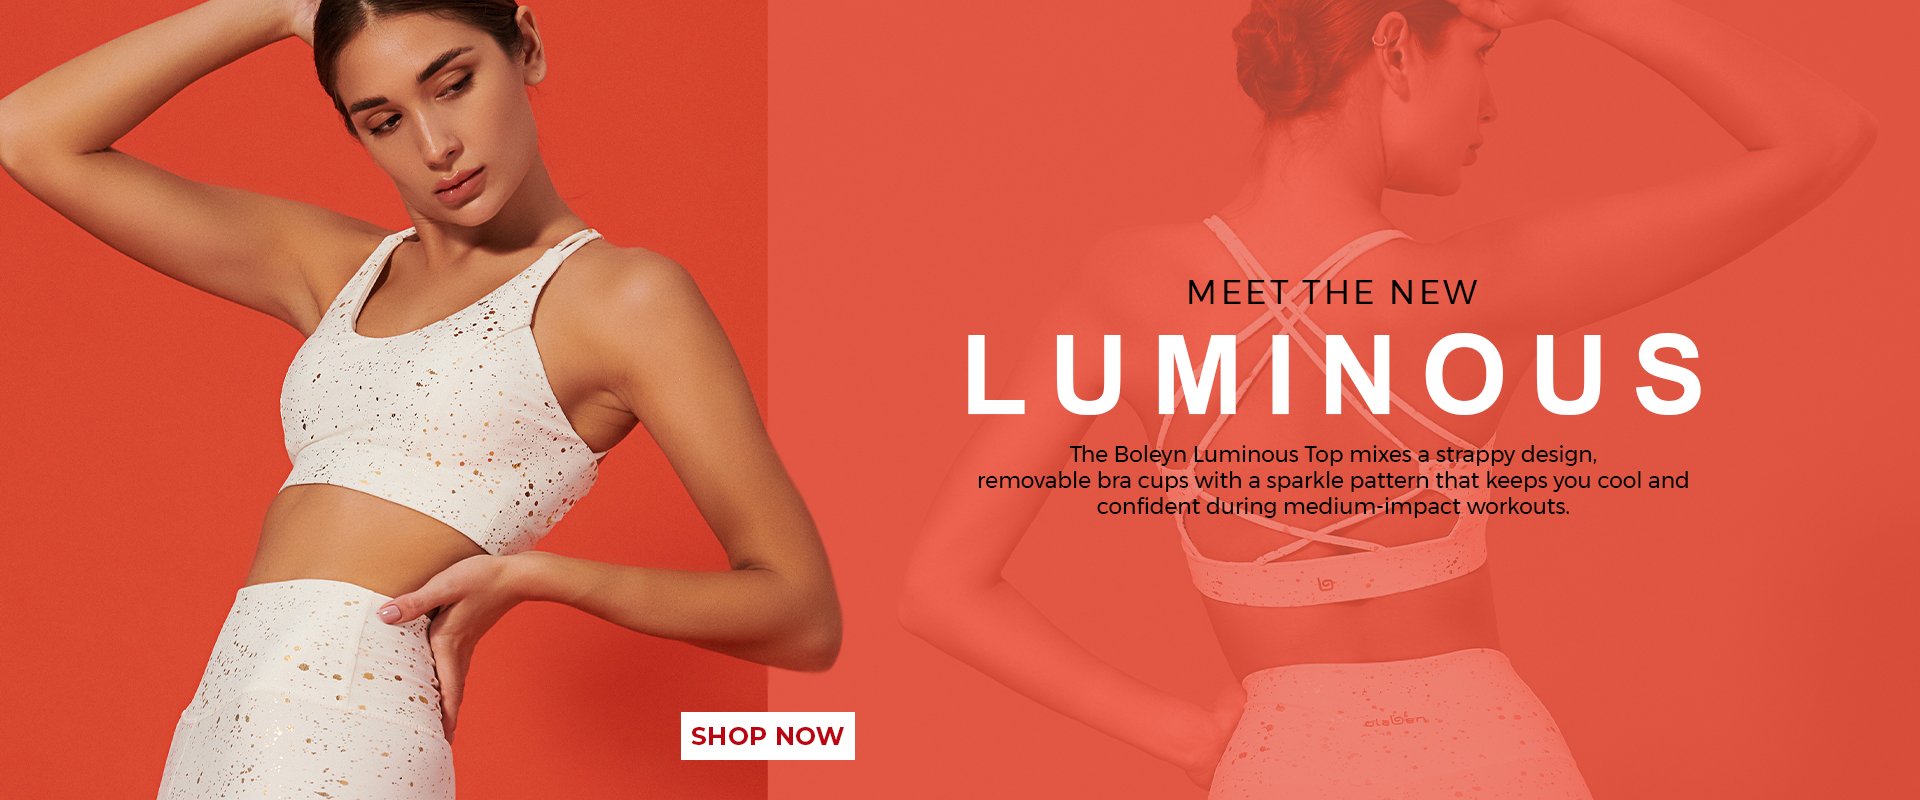 MEET THE NEW
LUMINOUS
The Boleyn Luminous Top mixes a strappy design,
removable bra cups with a sparkle pattern that keeps you cool and
confident during medium-impact workouts.
olaben
SHOP NOW